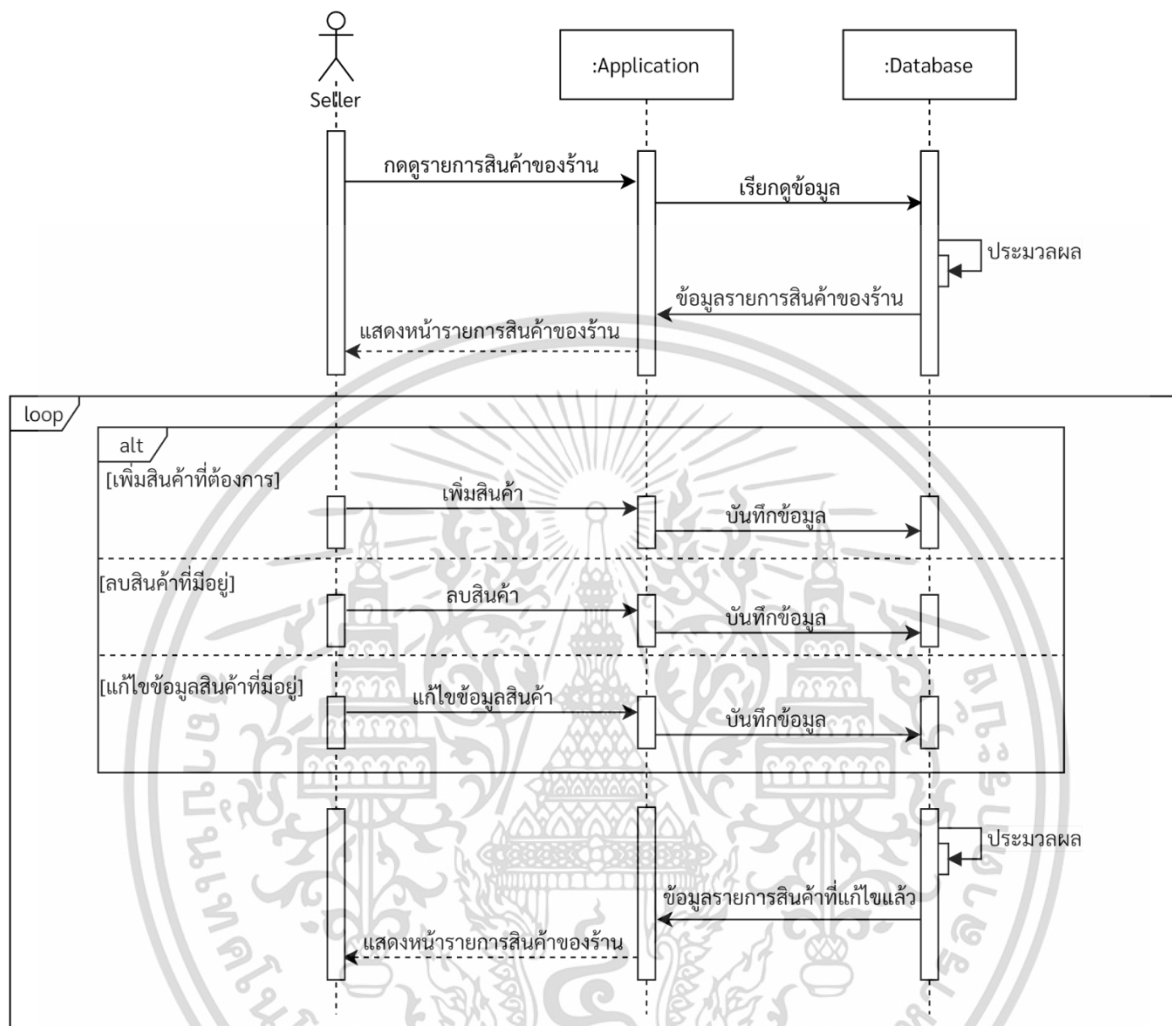 Seller
:Application
:Database
กดดูรายการสินค้าของร้าน
เรียกดูข้อมูล
ประมวลผล
ข้อมูลรายการสินค้าของร้าน
แสดงหน้ารายการสินค้าของร้าน
loop
alt
[เพิ่มสินค้าที่ต้องการ]
เพิ่มสินค้า
บันทึกข้อมูล
[ลบสินค้าที่มีอยู่]
ลบสินค้า
บันทึกข้อมูล
[แก้ไขข้อมูลสินค้าที่มีอยู่]
แก้ไขข้อมูลสินค้า
บันทึกข้อมูล
ประมวลผล
ข้อมูลรายการสินค้าที่แก้ไขแล้ว
แสดงหน้ารายการสินค้าของร้าน